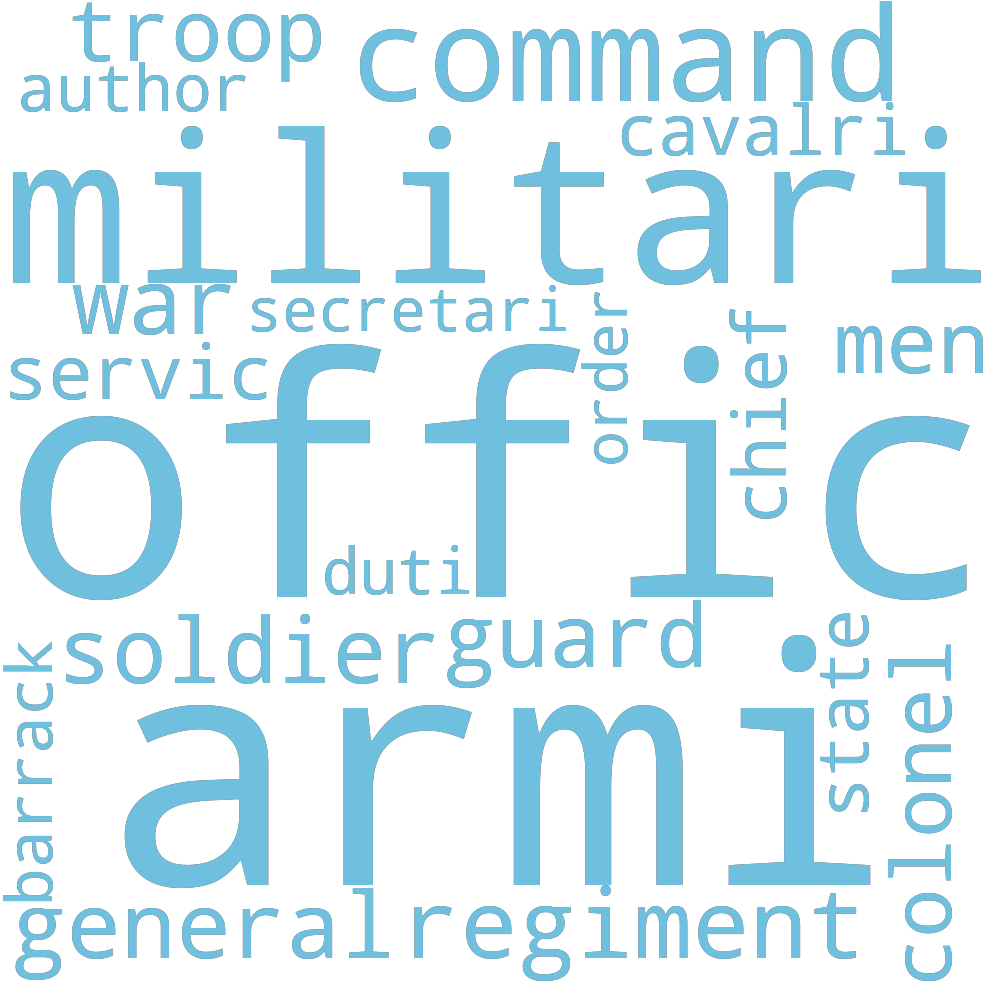 troop
command
author
cavalri
militari
war
secretari
order
chief
men
servic
offic
duti
soldier
guard
barrack
state
colonel
armi
general
regiment